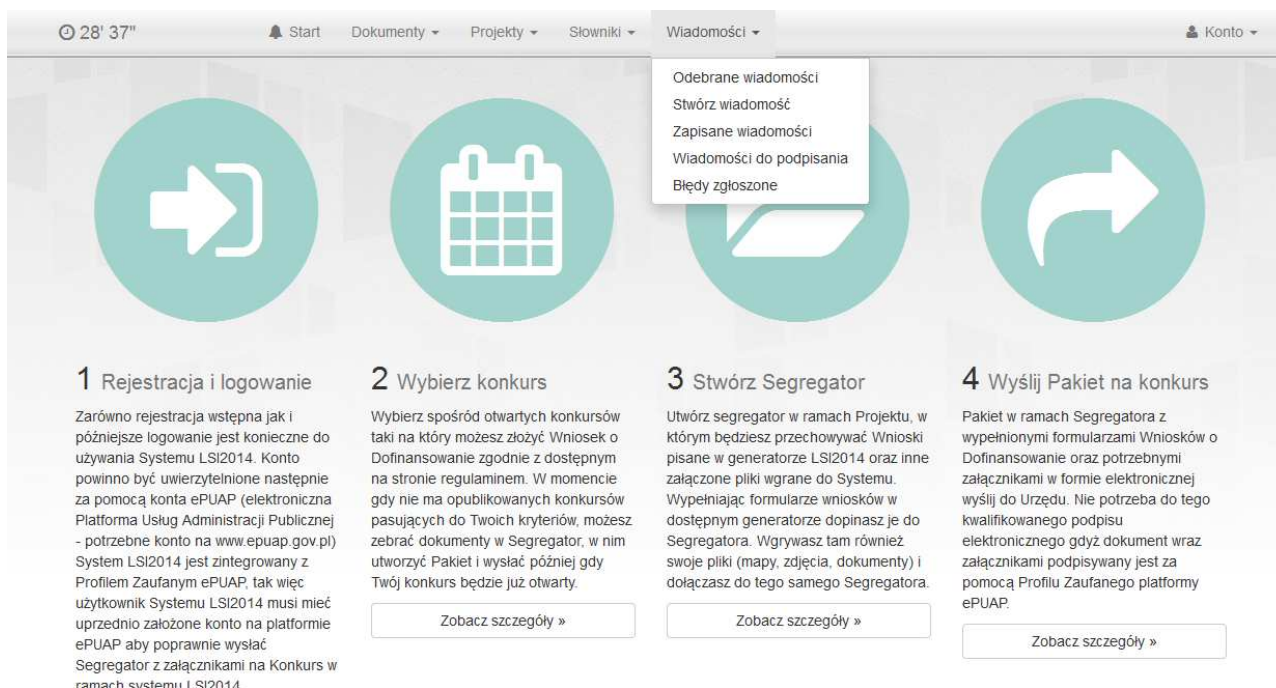 28' 37"
Start
Dokumenty
Projekty
Słowniki
Wiadomości
Konto
Odebrane wiadomości
Stwórz wiadomość
Zapisane wiadomości
Wiadomości do podpisania
Błędy zgłoszone
1 Rejestracja i logowanie
Zarówno rejestracja wstępna jak i
późniejsze logowanie jest konieczne do
używania Systemu LSI2014. Konto
powinno być uwierzytelnione następnie
za pomocą konta ePUAP (elektroniczna
Platforma Usług Administracji Publicznej
- potrzebne konto na www.epuap.gov.pl)
System LSI2014 jest zintegrowany z
Profilem Zaufanym ePUAP, tak więc
użytkownik Systemu LSI2014 musi mieć
uprzednio założone konto na platformie
ePUAP aby poprawnie wysłać
Segregator z załącznikami na Konkurs w
ramach systemu LSI2014
2 Wybierz konkurs
Wybierz spośród otwartych konkursów
taki na który możesz złożyć Wniosek o
Dofinansowanie zgodnie z dostępnym
na stronie regulaminem. W momencie
gdy nie ma opublikowanych konkursów
pasujących do Twoich kryteriów, możesz
zebrać dokumenty w Segregator, w nim
utworzyć Pakiet i wysłać później gdy
Twój konkurs będzie już otwarty.
Zobacz szczegóły »
3 Stwórz Segregator
Utwórz segregator w ramach Projektu, w
którym będziesz przechowywać Wnioski
pisane w generatorze LSI2014 oraz inne
załączone pliki wgrane do Systemu.
Wypełniając formularze wniosków w
dostępnym generatorze dopinasz je do
Segregatora. Wgrywasz tam również
swoje pliki (mapy, zdjęcia, dokumenty) i
dołączasz do tego samego Segregatora.
Zobacz szczegóły »
4 Wyślij Pakiet na konkurs
Pakiet w ramach Segregatora z
wypełnionymi formularzami Wniosków o
Dofinansowanie oraz potrzebnymi
załącznikami w formie elektronicznej
wyślij do Urzędu. Nie potrzeba do tego
kwalifikowanego podpisu
elektronicznego gdyż dokument wraz
załącznikami podpisywany jest za
pomocą Profilu Zaufanego platformy
ePUAP.
Zobacz szczegóły »